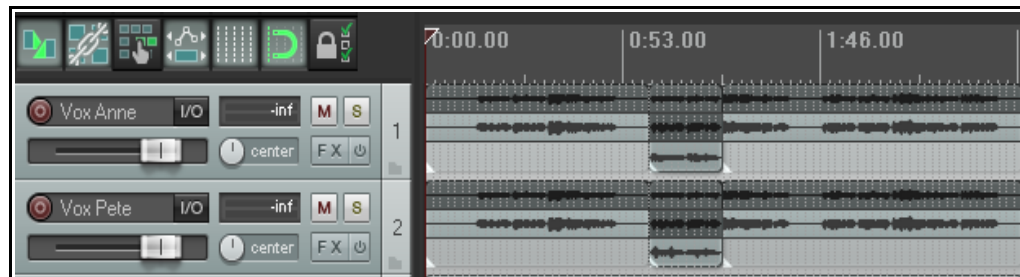 0:00.00 0:53.00 1:46.00
Vox Anne I/O -inf M S
1
center FX
Vox Pete I/O -inf M S
2
center FX